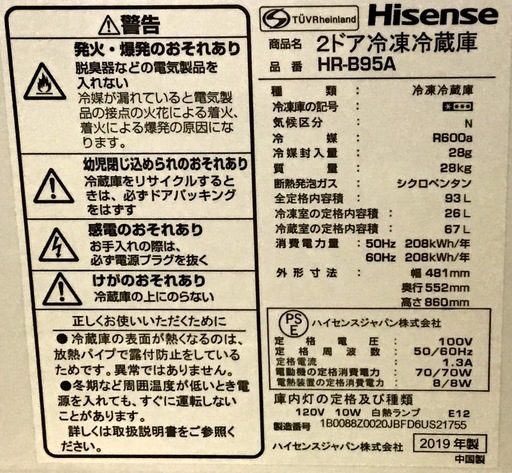 警告
発火・爆発のおそれあり
脱臭器などの電気製品を
入れない
冷媒が漏れていると電気製
品の接点の火花による着火、
着火による爆発の原因にな
ります。
幼児閉じ込められのおそれあり
冷蔵庫をリサイクルすると
きは、必ずドアパッキング
をはずす
感電のおそれあり
お手入れの際は、
必ず電源プラグを抜く
けがのおそれあり
冷蔵庫の上にのらない
正しくお使いいただくために
●冷蔵庫の表面が熱くなるのは、
放熱パイプで露付防止をしている
ためです。異常ではありません。
●冬期など周囲温度が低いとき電
源を入れても、すぐに運転しない
ことがあります。
(取扱説明書をご参照ください)
TÜVRheinland
Hisense
商品名 2ドア冷凍冷蔵庫
品番 HR-B95A
種類 : 冷凍冷蔵庫
冷凍庫の記号 :
気候区分 : N
冷媒 : R600a
冷媒封入量 : 28g
質量 : 28kg
断熱発泡ガス : シクロペンタン
全定格内容積 : 93L
冷凍室の定格内容積 : 26L
冷蔵室の定格内容積 : 67L
消費電力量 : 50Hz 208kWh/年
60Hz 208kWh/年
外形寸法 : 幅481mm
奥行552mm
高さ860mm
PS
E
ハイセンスジャパン株式会社
定格電圧 : 100V
定格周波数 : 50/60Hz
定格電流 : 1.3A
電動機の定格消費電力 : 70/70W
電熱装置の定格消費電力 : 8/8W
庫内灯の定格及び種類
120V 10W 白熱ランプ E12
製造番号: 1B0088Z0020JBFD6US21755
ハイセンスジャパン株式会社
2019年製
中国製